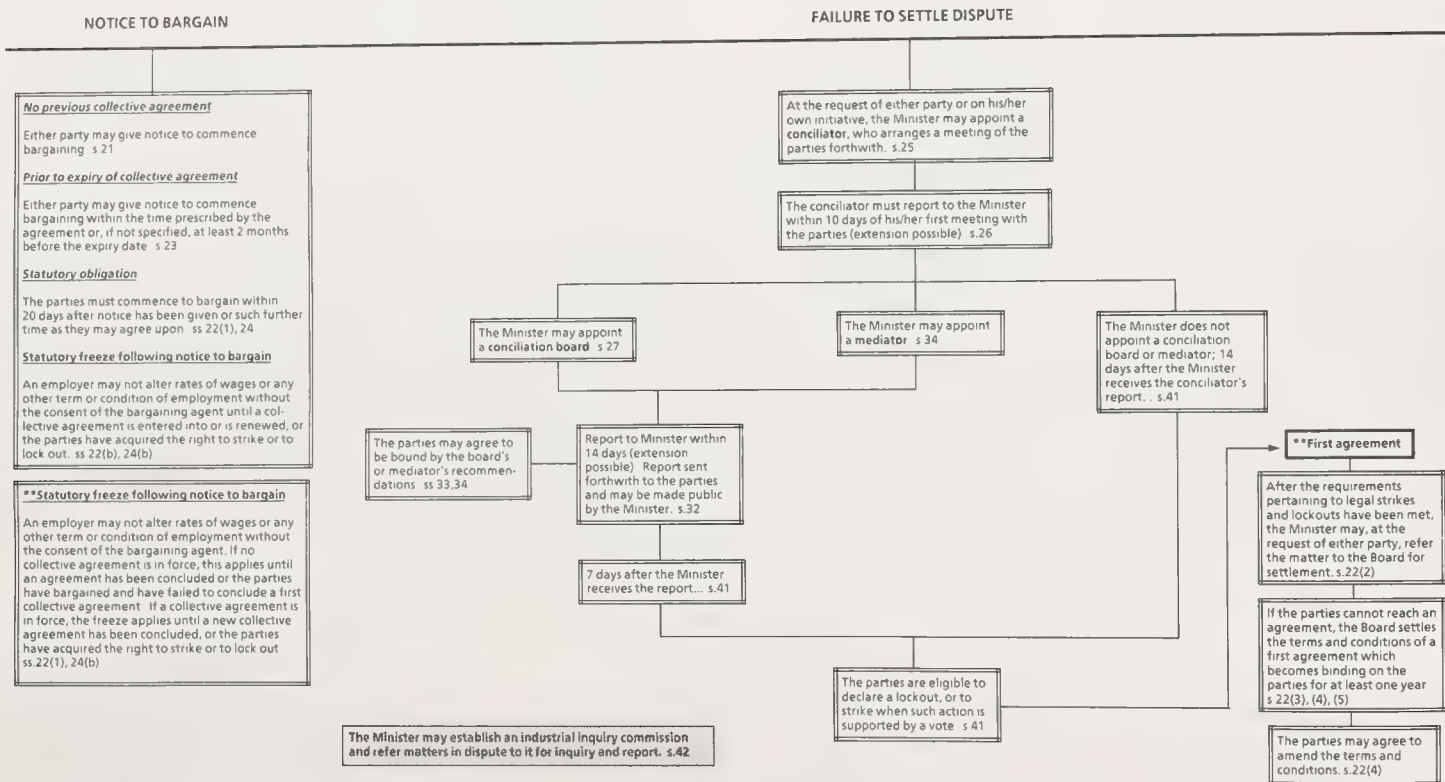 NOTICE TO BARGAIN
FAILURE TO SETTLE DISPUTE
No previous collective agreement
Either party may give notice to commence
bargaining s 21
Prior to expiry of collective agreement
Either party may give notice to commence
bargaining within the time prescribed by the
agreement or, if not specified, at least 2 months
before the expiry date s 23
Statutory obligation
The parties must commence to bargain within
20 days after notice has been given or such further
time as they may agree upon ss 22(1), 24
Statutory freeze following notice to bargain
An employer may not alter rates of wages or any
other term or condition of employment without
the consent of the bargaining agent until a col-
lective agreement is entered into or is renewed, or
the parties have acquired the right to strike or to
lock out. ss 22(b), 24(b)
**Statutory freeze following notice to bargain
An employer may not alter rates of wages or any
other term or condition of employment without
the consent of the bargaining agent. If no
collective agreement is in force, this applies until
an agreement has been concluded or the parties
have bargained and have failed to conclude a first
collective agreement If a collective agreement is
in force, the freeze applies until a new collective
agreement has been concluded, or the parties
have acquired the right to strike or to lock out
ss.22(1), 24(b)
At the request of either party or on his/her
own initiative, the Minister may appoint a
conciliator, who arranges a meeting of the
parties forthwith. s.25
The conciliator must report to the Minister
within 10 days of his/her first meeting with
the parties (extension possible) s.26
The Minister may appoint
a conciliation board s 27
The Minister may appoint
a mediator s 34
The Minister does not
appoint a conciliation
board or mediator; 14
days after the Minister
receives the conciliator's
report. . s.41
The parties may agree to
be bound by the board's
or mediator's recommen-
dations ss 33,34
Report to Minister within
14 days (extension
possible) Report sent
forthwith to the parties
and may be made public
by the Minister. s.32
7 days after the Minister
receives the report... s.41
The parties are eligible to
declare a lockout, or to
strike when such action is
supported by a vote s 41
**First agreement
After the requirements
pertaining to legal strikes
and lockouts have been met,
the Minister may, at the
request of either party, refer
the matter to the Board for
settlement. s.22(2)
If the parties cannot reach an
agreement, the Board settles
the terms and conditions of a
first agreement which
becomes binding on the
parties for at least one year
s 22(3), (4), (5)
The parties may agree to
amend the terms and
conditions. s.22(4)
The Minister may establish an industrial inquiry commission
and refer matters in dispute to it for inquiry and report. s.42